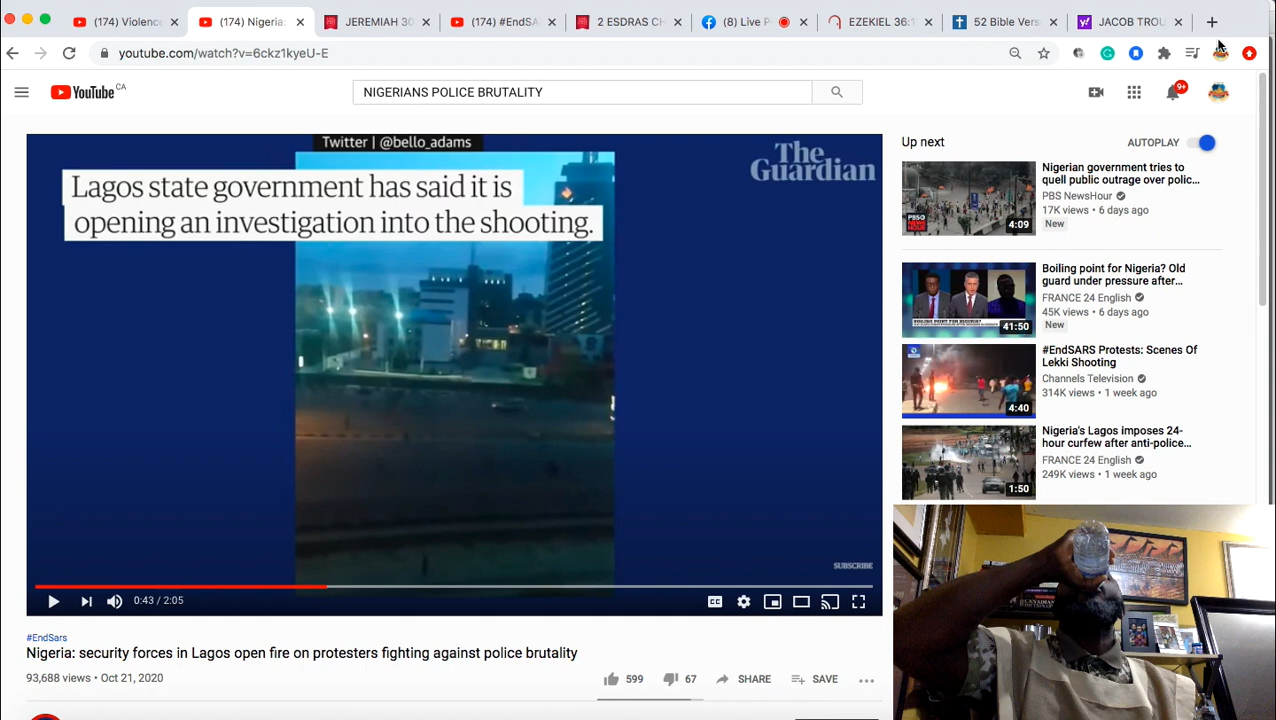 (174) Violence
(174) Nigeria:
JEREMIAH 30
(174) #EndSA
2 ESDRAS CH
(8) Live P
EZEKIEL 36:1
52 Bible Vers
JACOB TROU
youtube.com/watch?v=6ckz1kyeU-E
YouTube CA
NIGERIANS POLICE BRUTALITY
9+
Twitter | @bello_adams
The
Guardian
Lagos state government has said it is
opening an investigation into the shooting.
SUBSCRIBE
0:43 / 2:05
CC
#EndSars
Nigeria: security forces in Lagos open fire on protesters fighting against police brutality
93,688 views • Oct 21, 2020
599
67
SHARE
SAVE
Up next
AUTOPLAY
4:09
Nigerian government tries to
quell public outrage over polic...
PBS NewsHour
17K views • 6 days ago
New
41:50
Boiling point for Nigeria? Old
guard under pressure after...
FRANCE 24 English
45K views • 6 days ago
New
4:40
#EndSARS Protests: Scenes Of
Lekki Shooting
Channels Television
314K views • 1 week ago
1:50
Nigeria's Lagos imposes 24-
hour curfew after anti-police...
FRANCE 24 English
249K views • 1 week ago